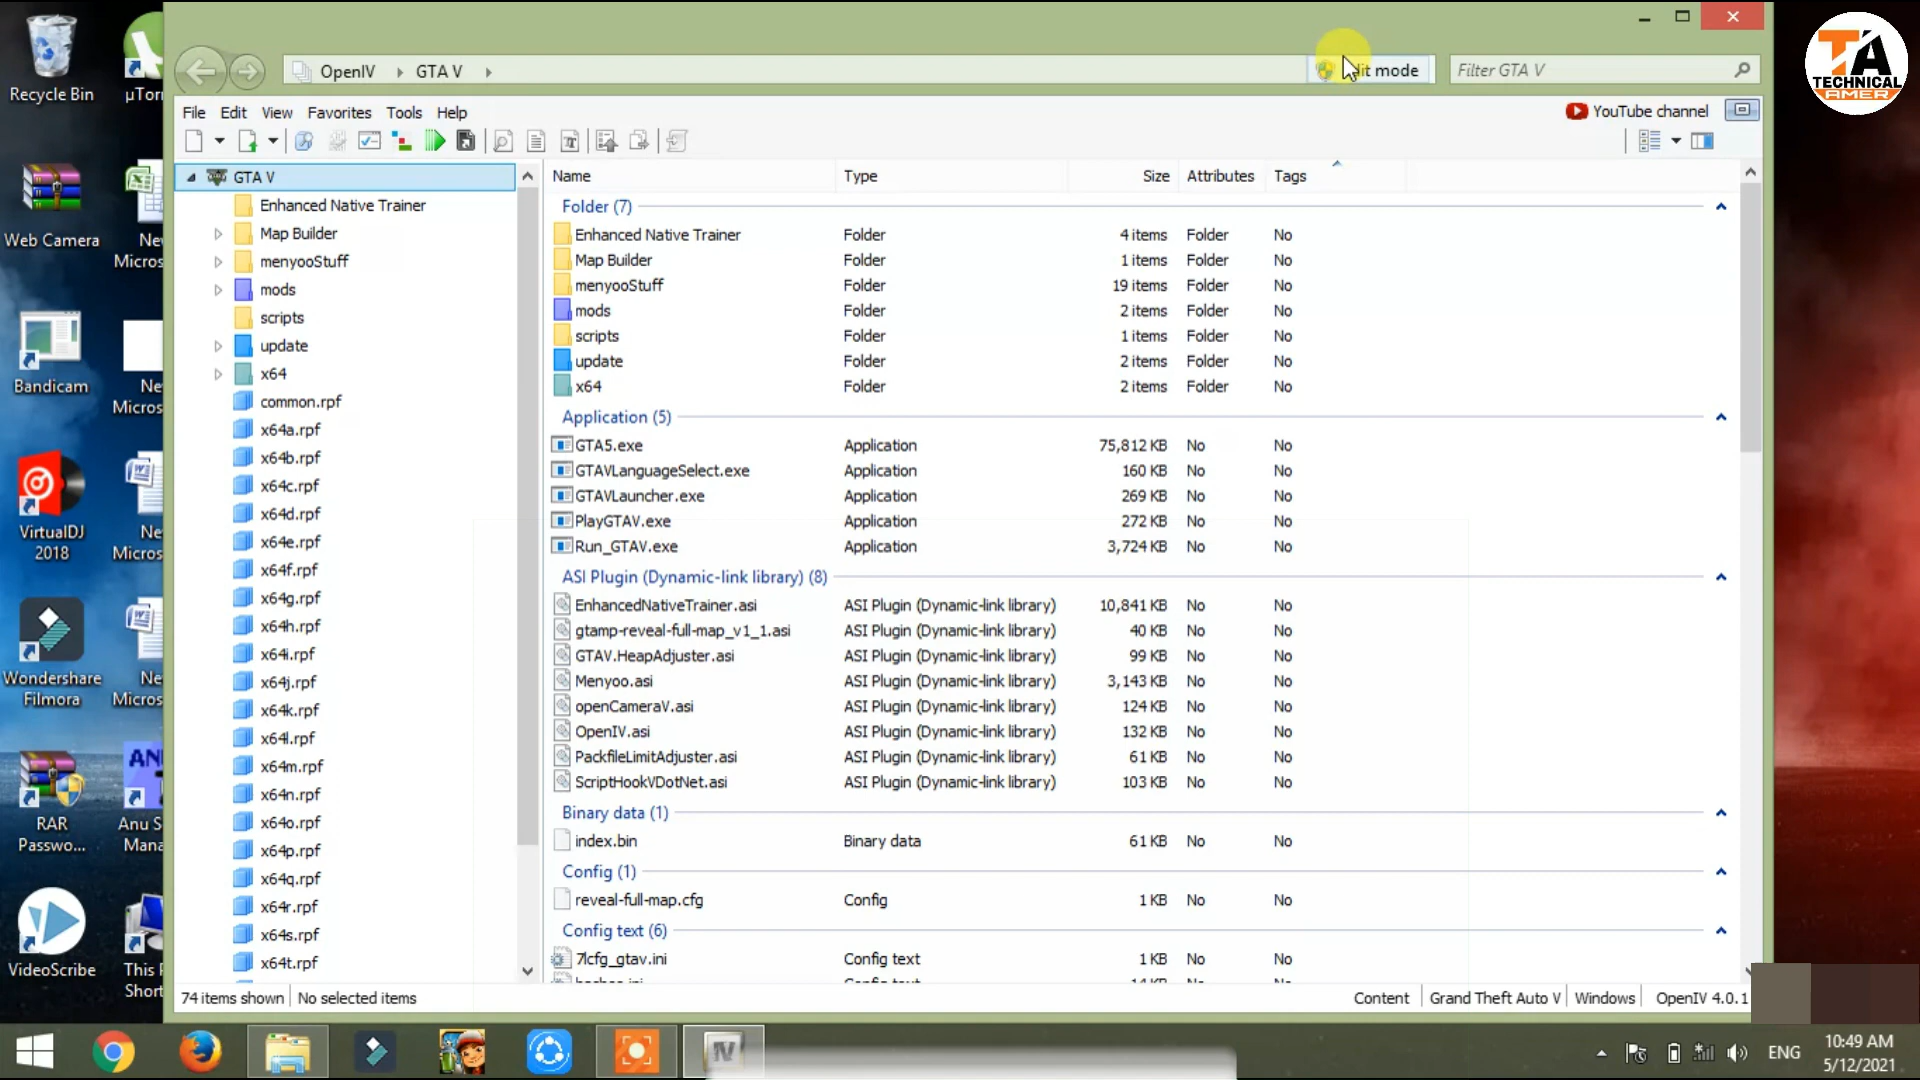 Recycle Bin
µTorr
Web Camera
New
Micros
Bandicam
Ne
Micros
VirtualDJ
2018
Ne
Micros
Wondershare
Filmora
Ne
Micros
RAR
Passwo...
AN
Anu S
Mana
VideoScribe
This P
Short
OpenIV
GTA V
Edit mode
Filter GTA V
TA
TECHNICAL
AMER
File Edit View Favorites Tools Help
YouTube channel
GTA V
Enhanced Native Trainer
Map Builder
menyooStuff
mods
scripts
update
x64
common.rpf
x64a.rpf
x64b.rpf
x64c.rpf
x64d.rpf
x64e.rpf
x64f.rpf
x64g.rpf
x64h.rpf
x64i.rpf
x64j.rpf
x64k.rpf
x64l.rpf
x64m.rpf
x64n.rpf
x64o.rpf
x64p.rpf
x64q.rpf
x64r.rpf
x64s.rpf
x64t.rpf
Name Type Size Attributes Tags
Folder (7)
Enhanced Native Trainer Folder 4 items Folder No
Map Builder Folder 1 items Folder No
menyooStuff Folder 19 items Folder No
mods Folder 2 items Folder No
scripts Folder 1 items Folder No
update Folder 2 items Folder No
x64 Folder 2 items Folder No
Application (5)
GTA5.exe Application 75,812 KB No No
GTAVLanguageSelect.exe Application 160 KB No No
GTAVLauncher.exe Application 269 KB No No
PlayGTAV.exe Application 272 KB No No
Run_GTAV.exe Application 3,724 KB No No
ASI Plugin (Dynamic-link library) (8)
EnhancedNativeTrainer.asi ASI Plugin (Dynamic-link library) 10,841 KB No No
gtamp-reveal-full-map_v1_1.asi ASI Plugin (Dynamic-link library) 40 KB No No
GTAV.HeapAdjuster.asi ASI Plugin (Dynamic-link library) 99 KB No No
Menyoo.asi ASI Plugin (Dynamic-link library) 3,143 KB No No
openCameraV.asi ASI Plugin (Dynamic-link library) 124 KB No No
OpenIV.asi ASI Plugin (Dynamic-link library) 132 KB No No
PackfileLimitAdjuster.asi ASI Plugin (Dynamic-link library) 61 KB No No
ScriptHookVDotNet.asi ASI Plugin (Dynamic-link library) 103 KB No No
Binary data (1)
index.bin Binary data 61 KB No No
Config (1)
reveal-full-map.cfg Config 1 KB No No
Config text (6)
7lcfg_gtav.ini Config text 1 KB No No
74 items shown No selected items
Content Grand Theft Auto V Windows OpenIV 4.0.1
ENG
10:49 AM
5/12/2021